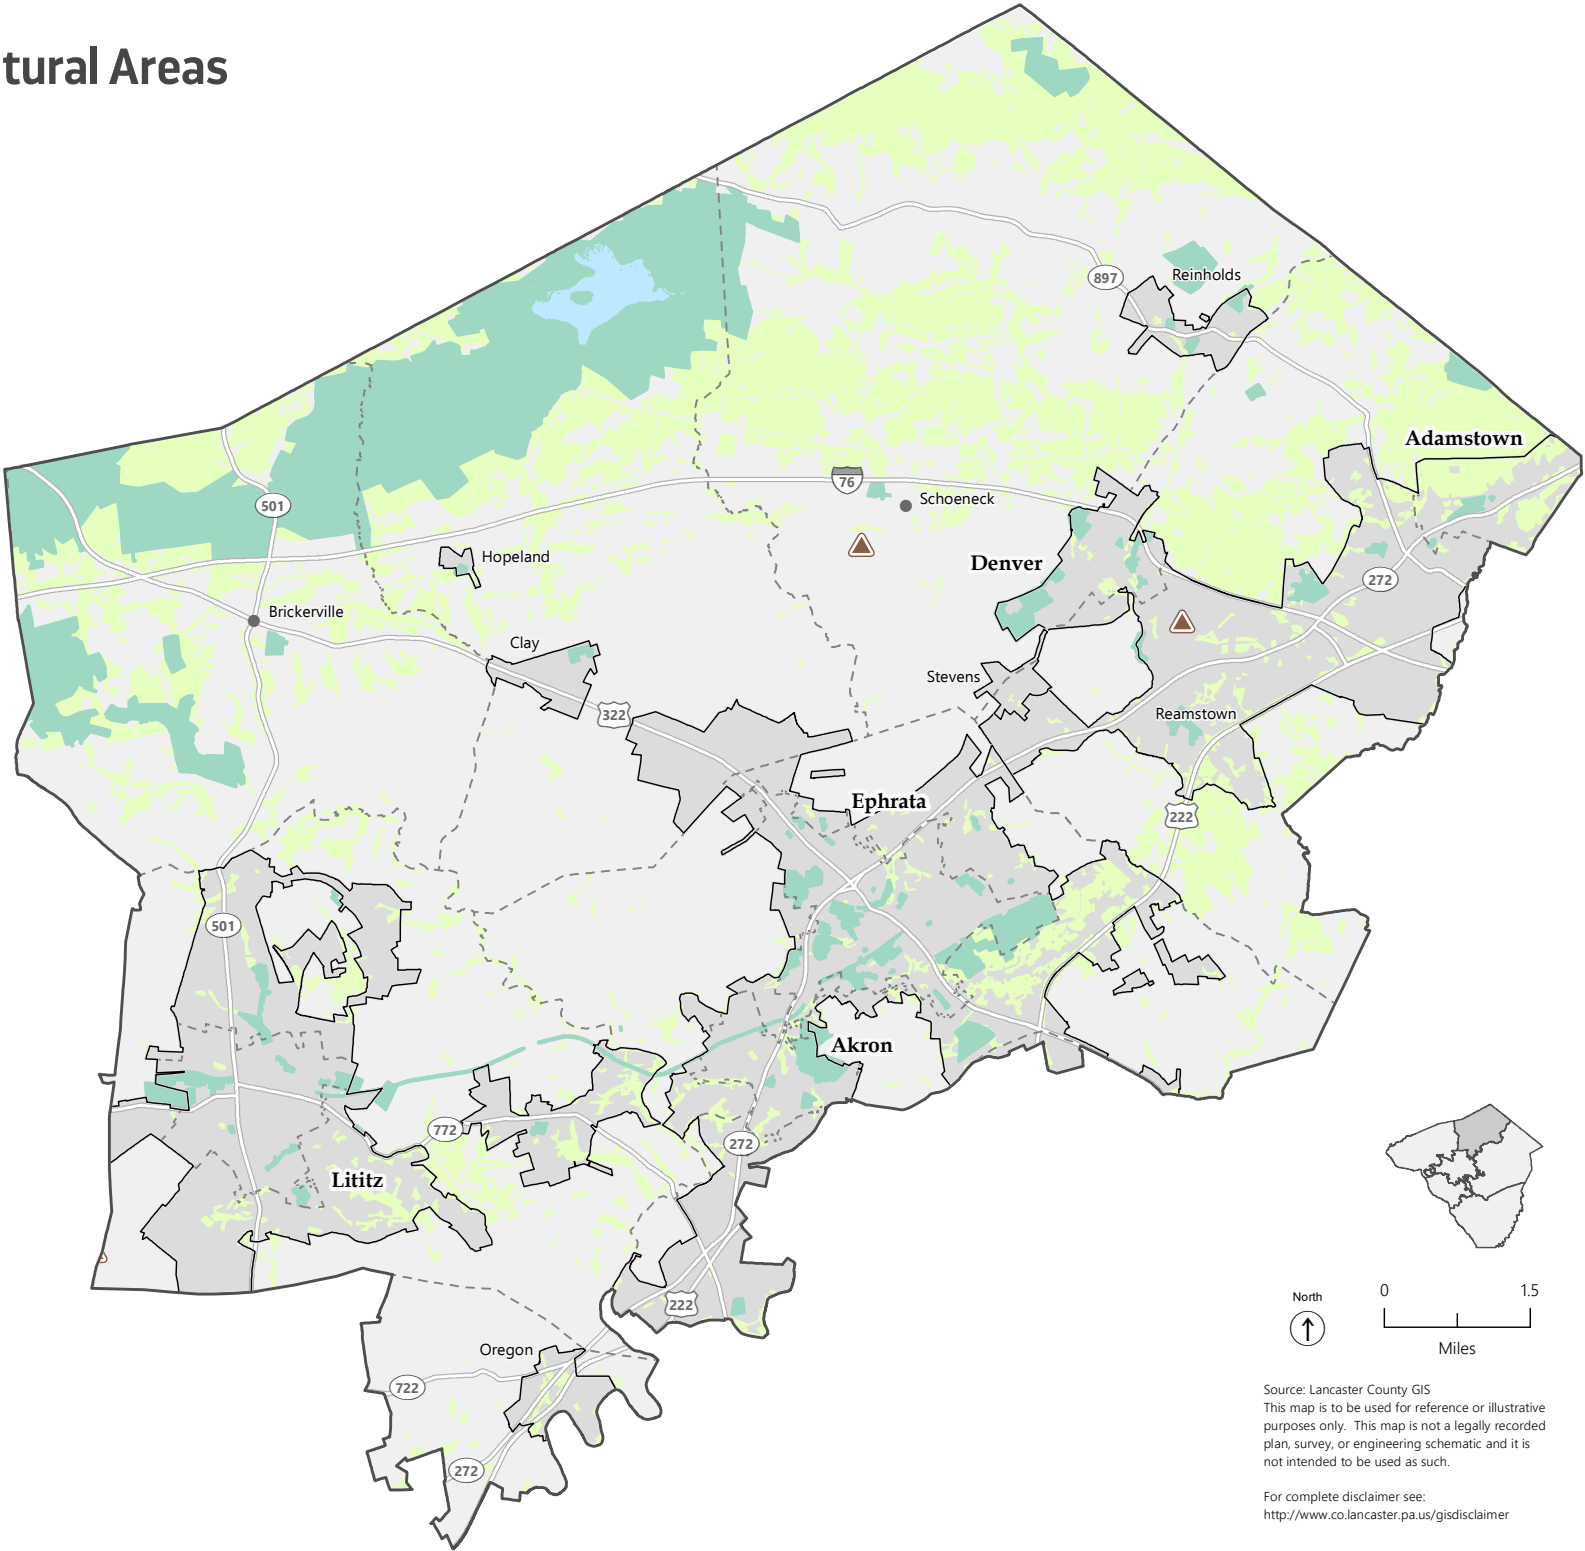 tural Areas
897
Reinholds
Adamstown
501
76
Schoeneck
Hopeland
Denver
272
Brickerville
Clay
Stevens
322
Reamstown
Ephrata
222
501
Akron
772
272
Lititz
222
Oregon
722
272
North
0 1.5
Miles
Source: Lancaster County GIS
This map is to be used for reference or illustrative
purposes only. This map is not a legally recorded
plan, survey, or engineering schematic and it is
not intended to be used as such.
For complete disclaimer see:
http://www.co.lancaster.pa.us/gisdisclaimer